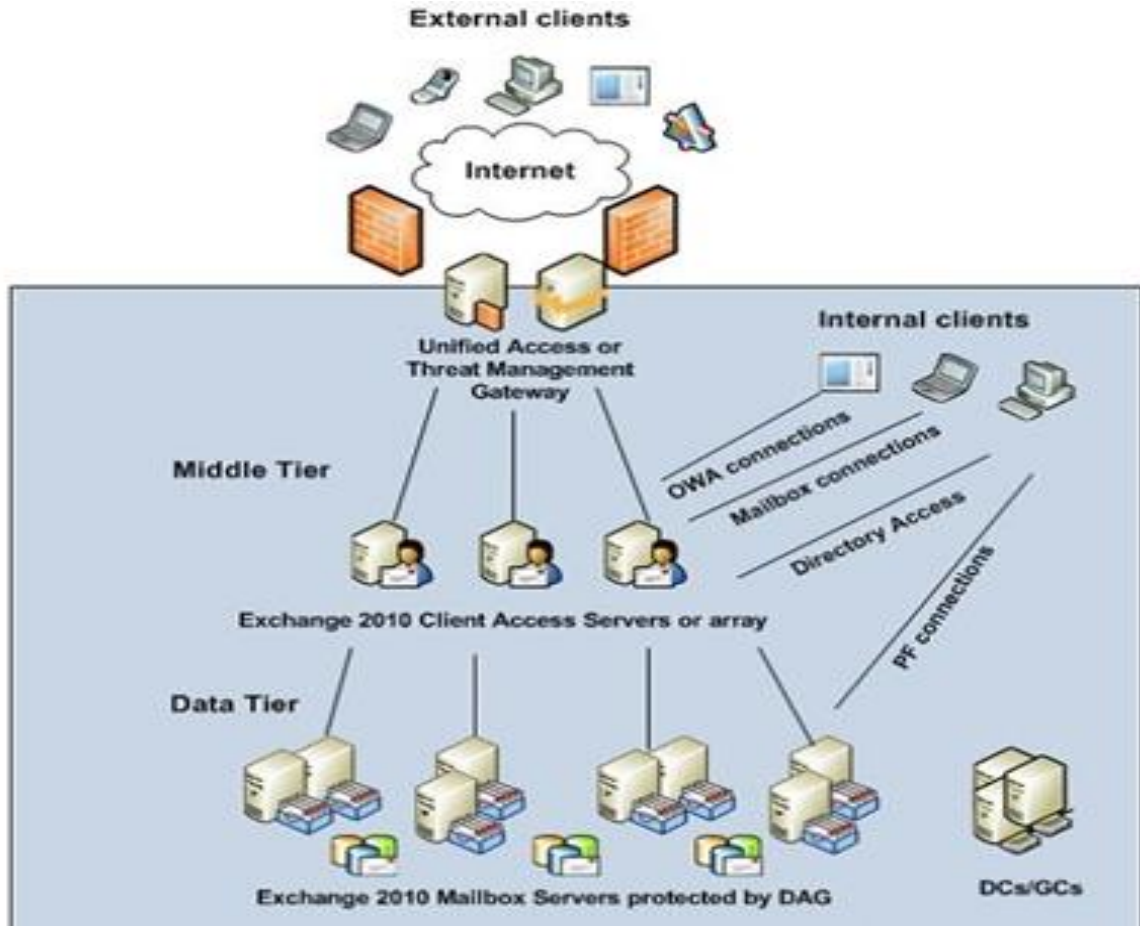 External clients
Internet
Unified Access or
Threat Management
Gateway
Internal clients
OWA connections
Mailbox connections
Directory Access
PF connections
Middle Tier
Exchange 2010 Client Access Servers or array
Data Tier
Exchange 2010 Mailbox Servers protected by DAG
DCs/GCs